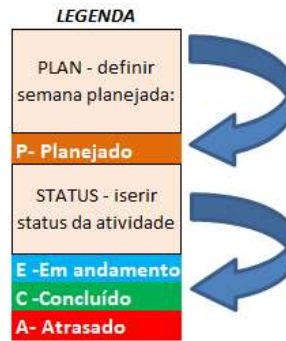 LEGENDA
PLAN - definir
semana planejada:
P- Planejado
STATUS - iserir
status da atividade
E -Em andamento
C -Concluído
A- Atrasado